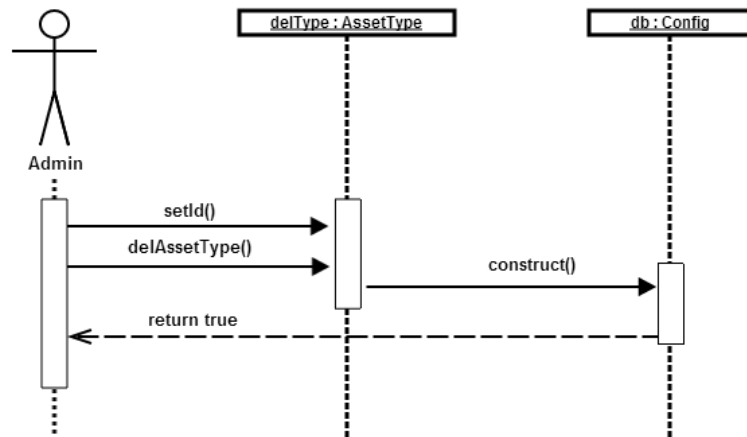 delType : AssetType
db : Config
Admin
setId()
delAssetType()
construct()
return true